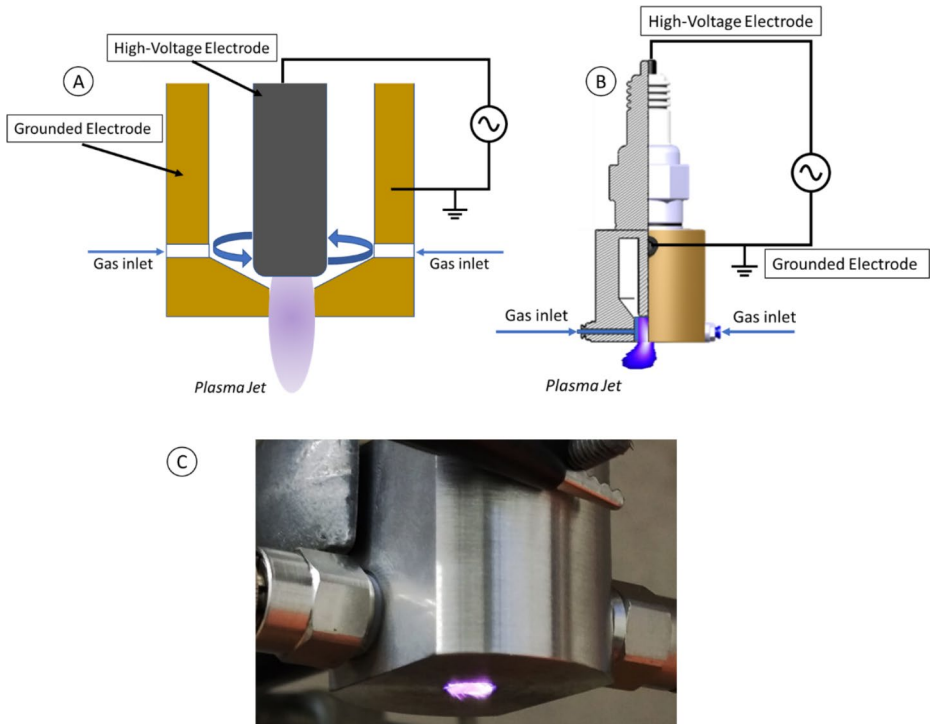 High-Voltage Electrode
A
Grounded Electrode
Gas inlet
Gas inlet
Plasma Jet
High-Voltage Electrode
B
Grounded Electrode
Gas inlet
Gas inlet
Plasma Jet
C